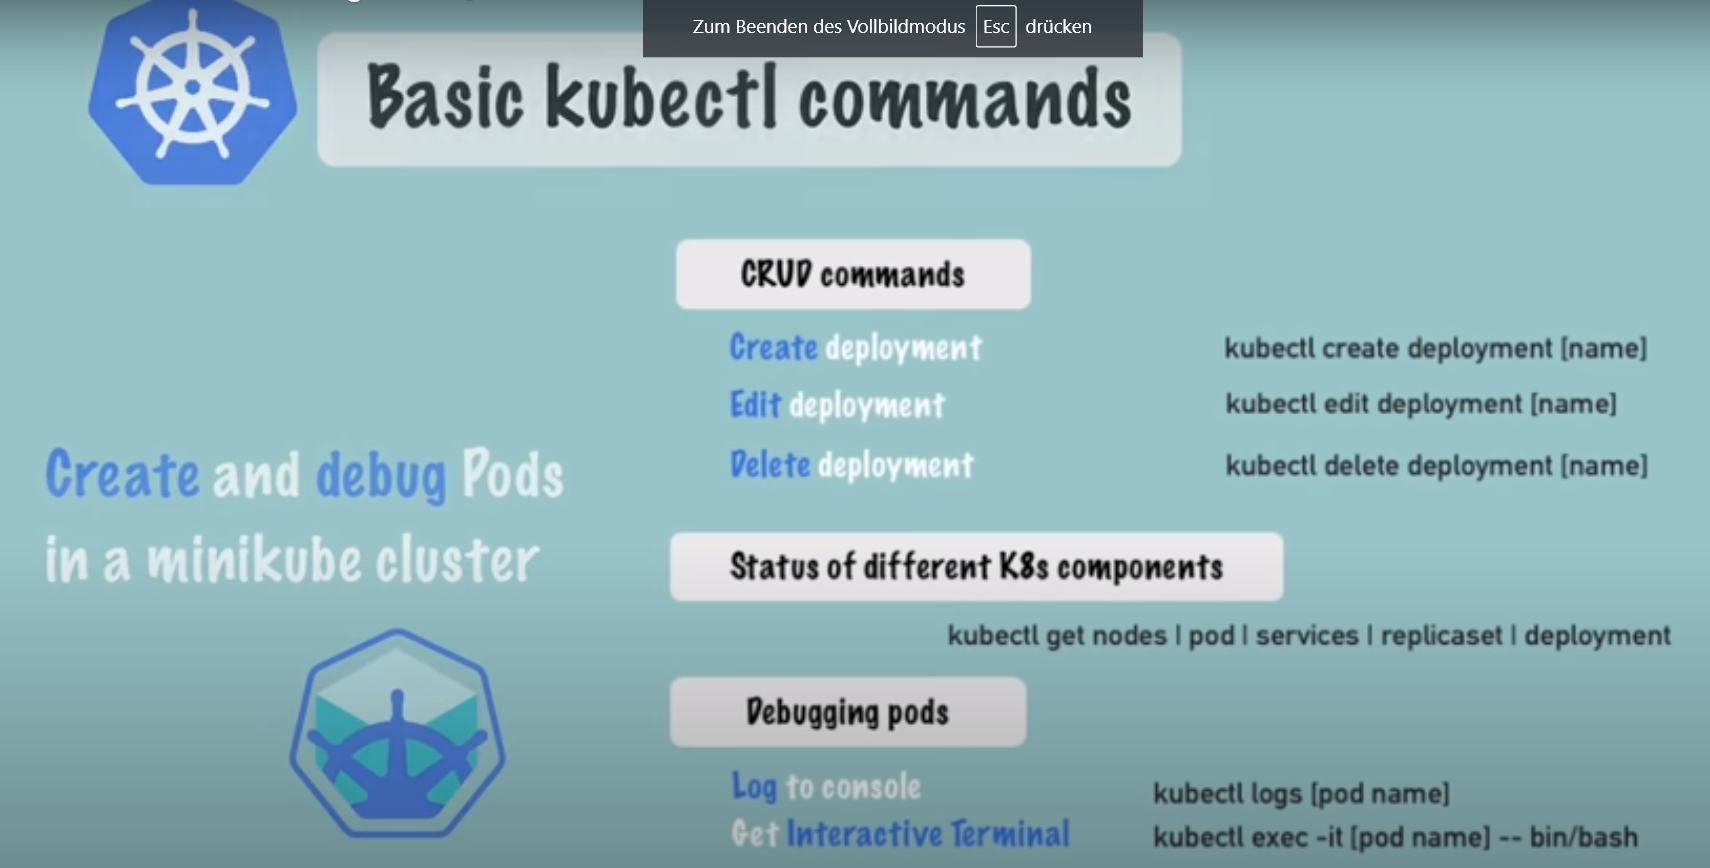 Zum Beenden des Vollbildmodus Esc drücken
Basic kubectl commands
CRUD commands
Create deployment kubectl create deployment [name]
Edit deployment kubectl edit deployment [name]
Delete deployment kubectl delete deployment [name]
Create and debug Pods
in a minikube cluster
Status of different K8s components
kubectl get nodes | pod | services | replicaset | deployment
Debugging pods
Log to console kubectl logs [pod name]
Get Interactive Terminal kubectl exec -it [pod name] -- bin/bash